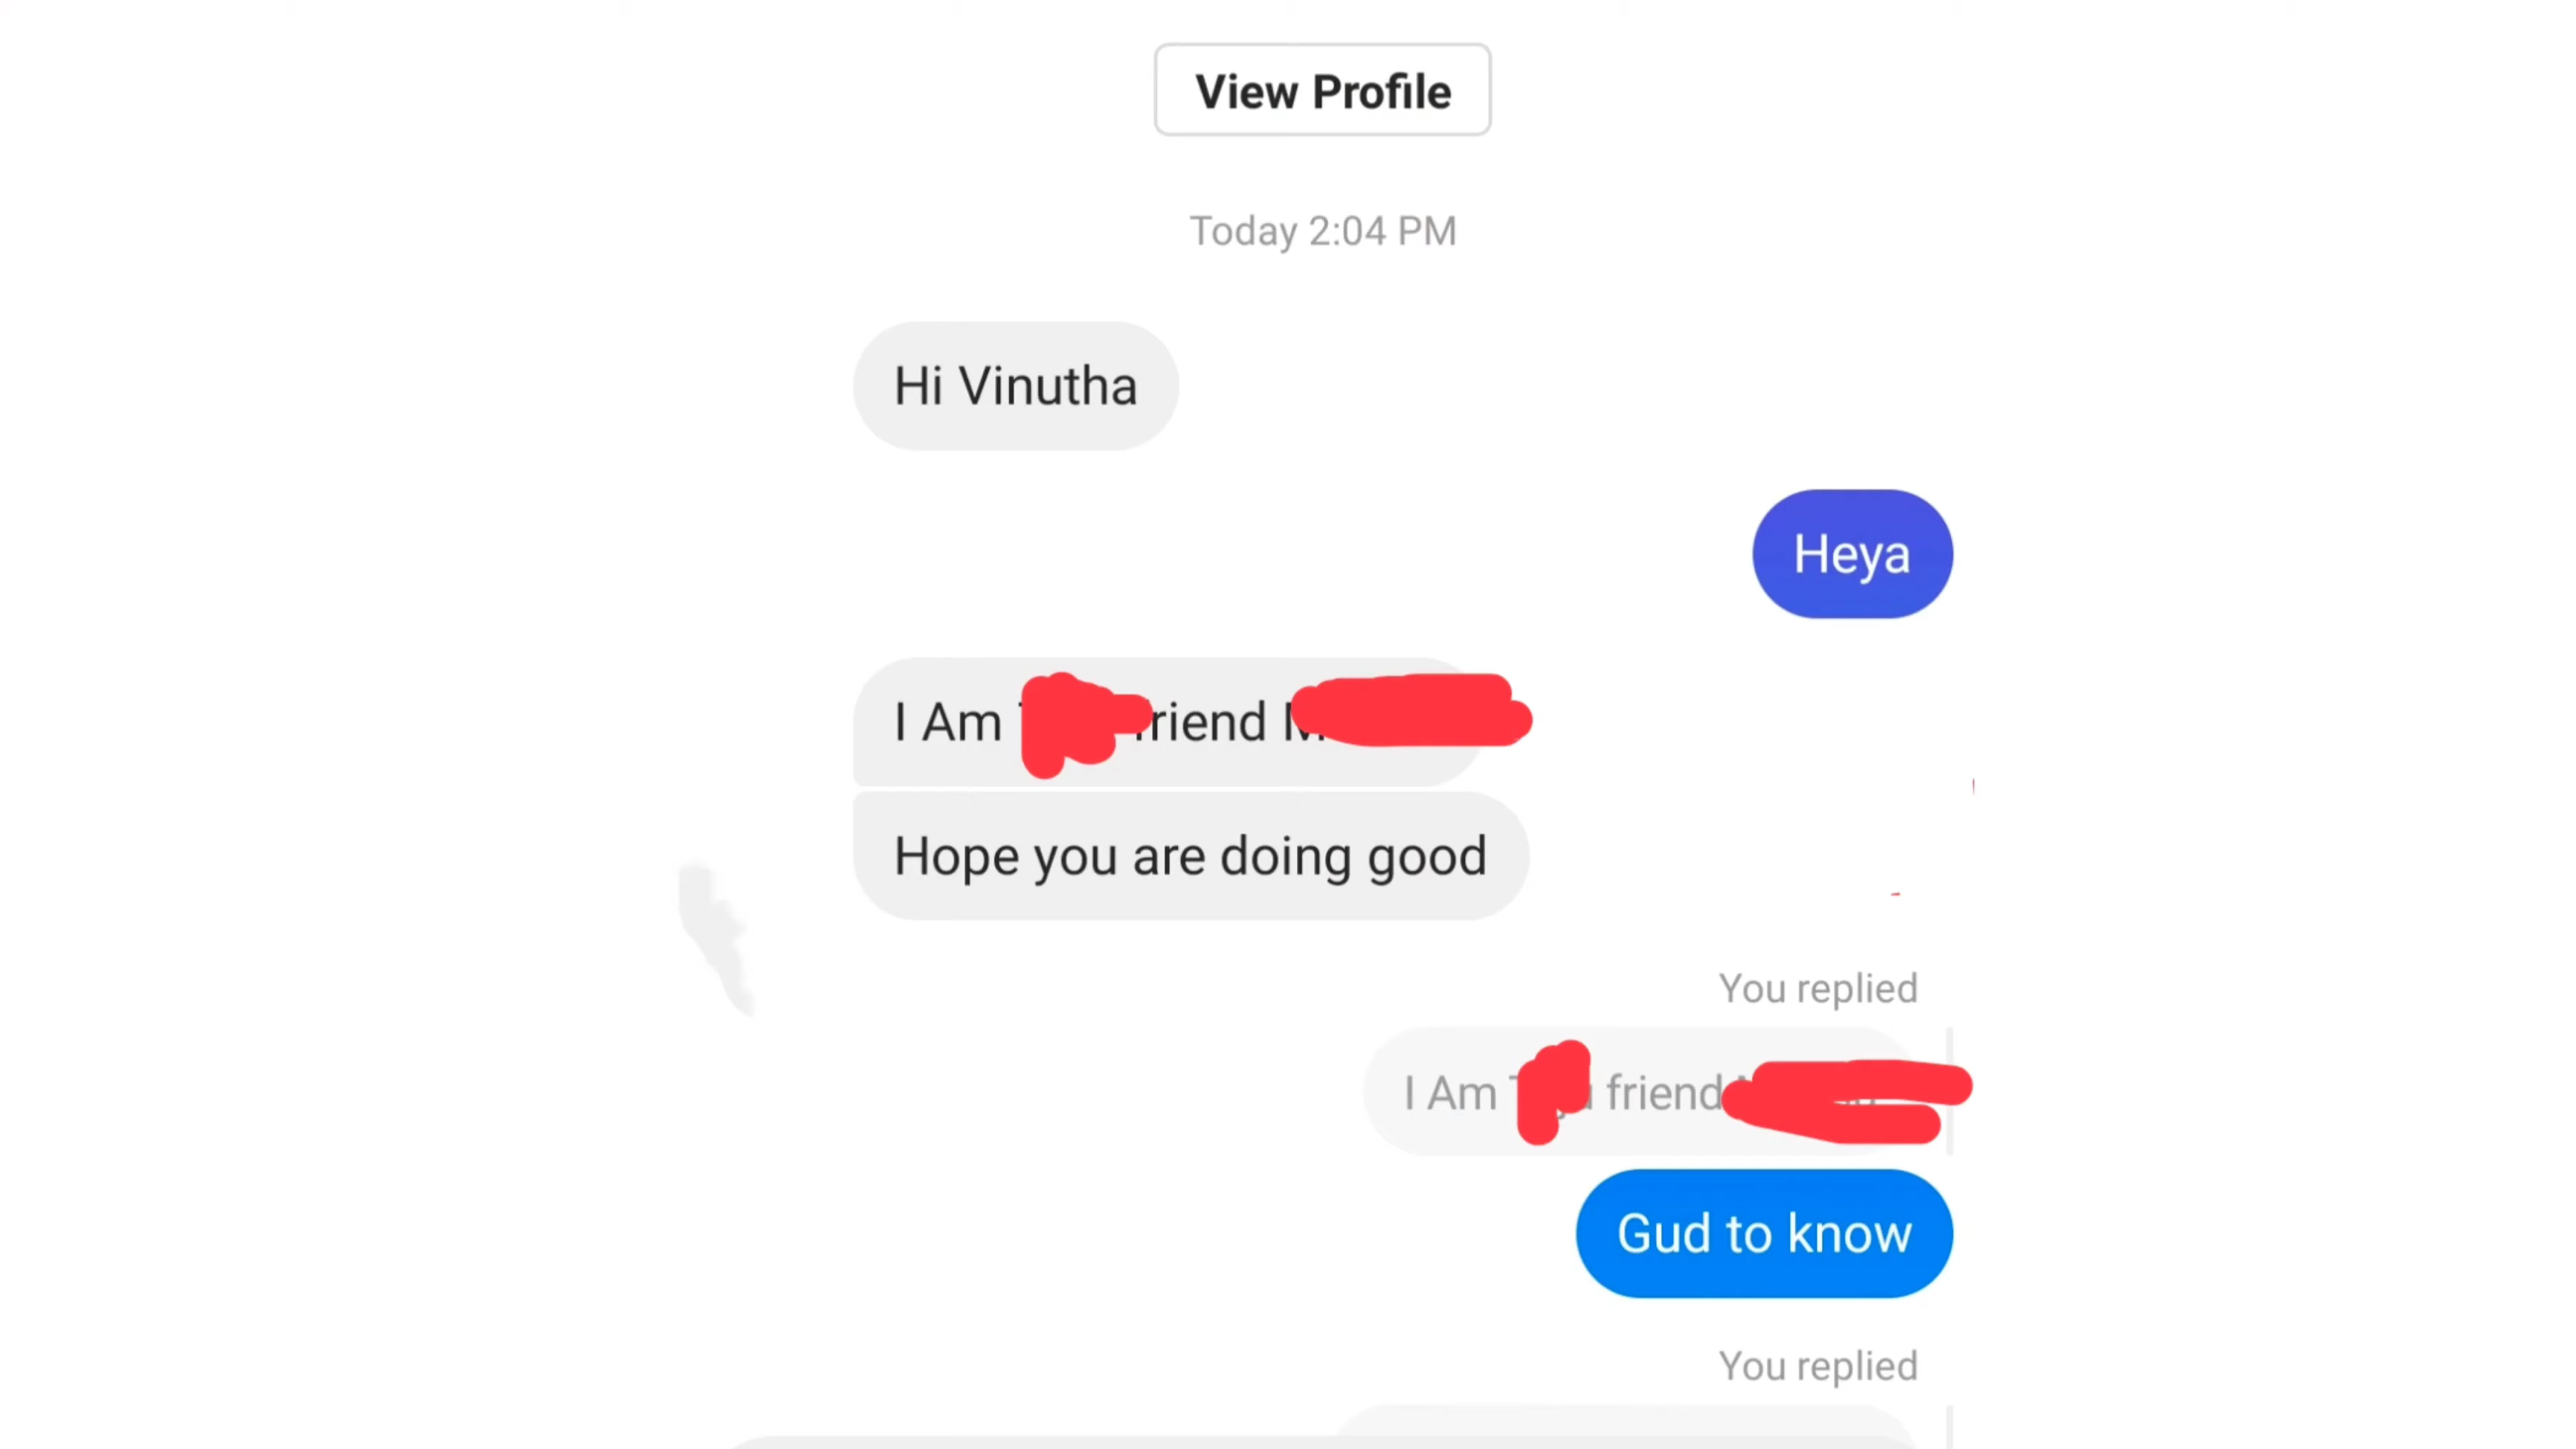 View Profile
Today 2:04 PM
Hi Vinutha
Heya
I Am friend
Hope you are doing good
You replied
I Am friend
Gud to know
You replied